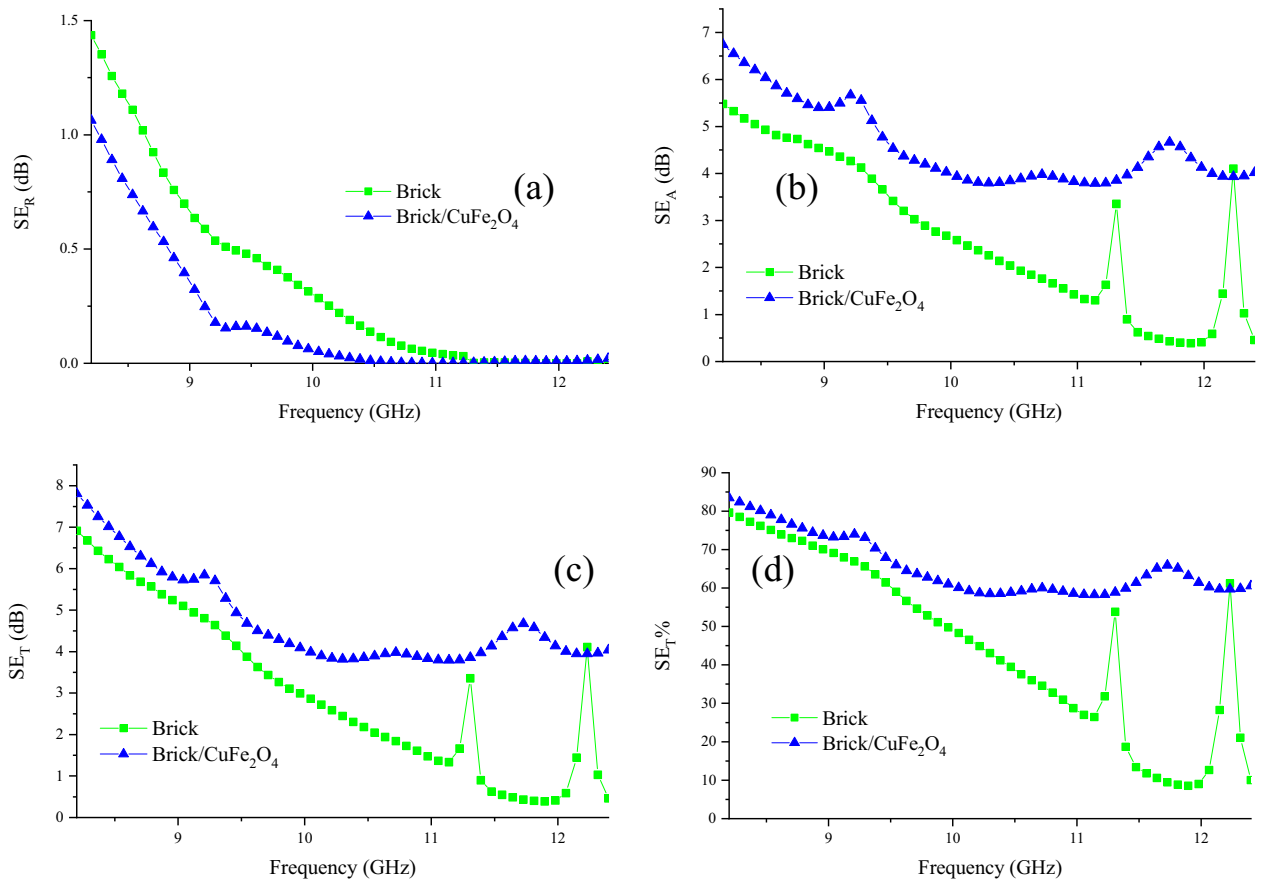 1.5
1.0
0.5
0.0
SE_R (dB)
Brick
Brick/CuFe₂O₄
(a)
9 10 11 12
Frequency (GHz)
7
6
5
4
3
2
1
0
SE_A (dB)
(b)
Brick
Brick/CuFe₂O₄
9 10 11 12
Frequency (GHz)
8
7
6
5
4
3
2
1
0
SE_T (dB)
(c)
Brick
Brick/CuFe₂O₄
9 10 11 12
Frequency (GHz)
90
80
70
60
50
40
30
20
10
0
SE_T%
(d)
Brick
Brick/CuFe₂O₄
9 10 11 12
Frequency (GHz)